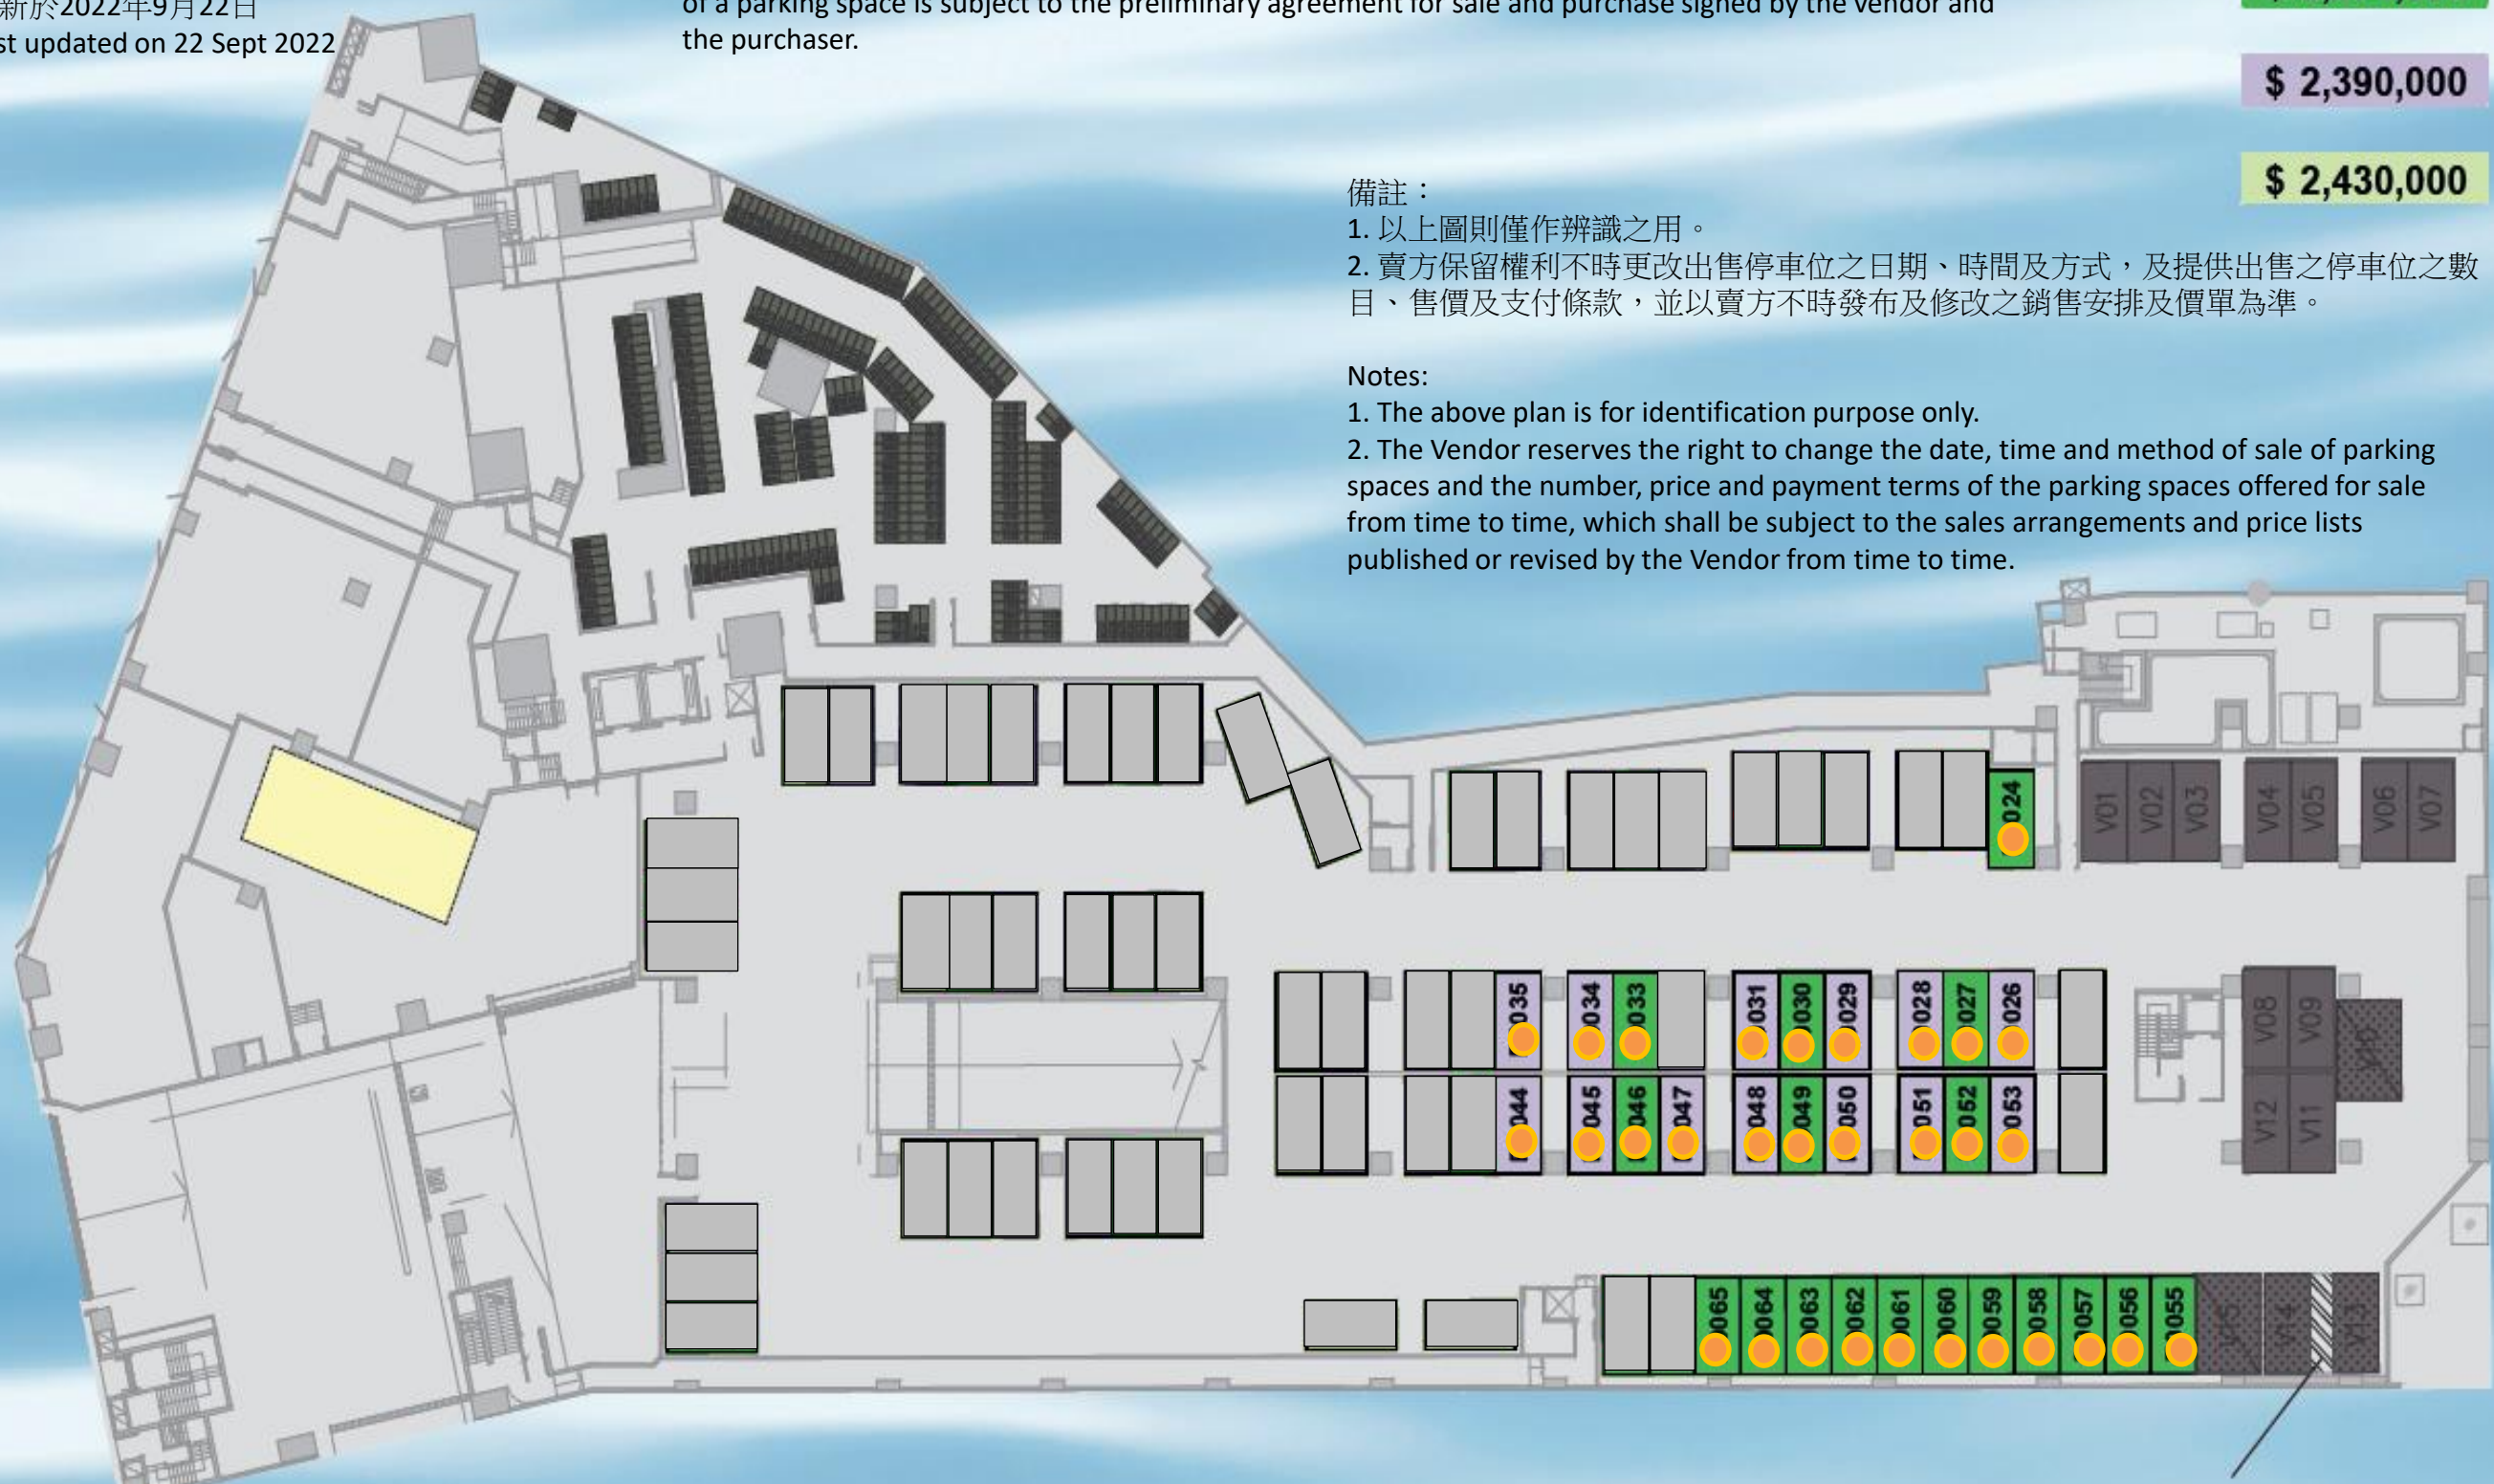 新於2022年9月22日
st updated on 22 Sept 2022
of a parking space is subject to the preliminary agreement for sale and purchase signed by the vendor and
the purchaser.
$ 2,390,000
$ 2,430,000
備註：
1. 以上圖則僅作辨識之用。
2. 賣方保留權利不時更改出售停車位之日期、時間及方式，及提供出售之停車位之數
目、售價及支付條款，並以賣方不時發布及修改之銷售安排及價單為準。
Notes:
1. The above plan is for identification purpose only.
2. The Vendor reserves the right to change the date, time and method of sale of parking
spaces and the number, price and payment terms of the parking spaces offered for sale
from time to time, which shall be subject to the sales arrangements and price lists
published or revised by the Vendor from time to time.
024
V01 V02 V03 V04 V05 V06 V07
035 034 033 031 030 029 028 027 026
V08 V09 V10
044 045 046 047 048 049 050 051 052 053
V12 V11
065 064 063 062 061 060 059 058 057 056 055
V14 V13